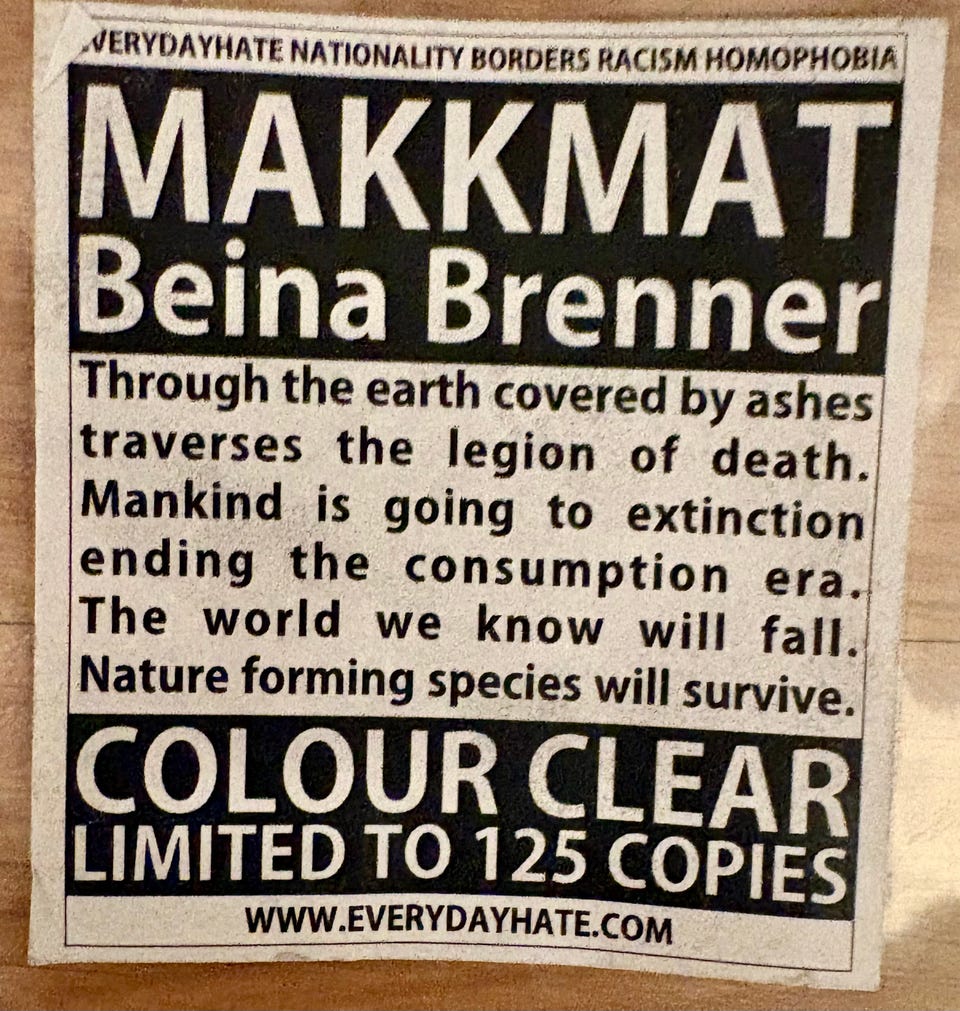 EVERYDAYHATE NATIONALITY BORDERS RACISM HOMOPHOBIA
MAKKMAT
Beina Brenner
Through the earth covered by ashes
traverses the legion of death.
Mankind is going to extinction
ending the consumption era.
The world we know will fall.
Nature forming species will survive.
COLOUR CLEAR
LIMITED TO 125 COPIES
WWW.EVERYDAYHATE.COM